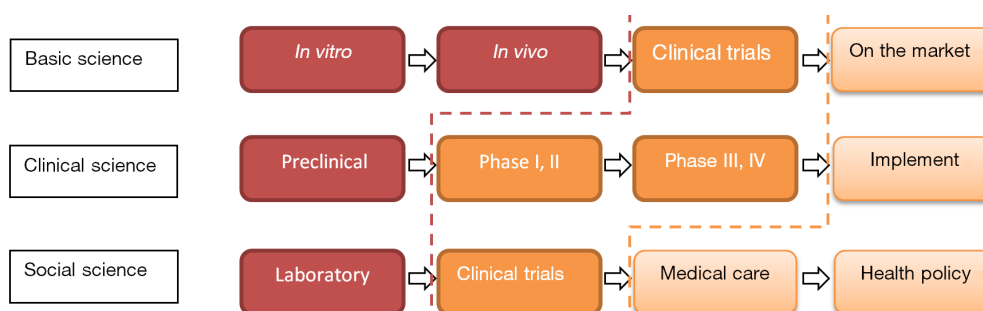 Basic science
In vitro
In vivo
Clinical trials
On the market
Clinical science
Preclinical
Phase I, II
Phase III, IV
Implement
Social science
Laboratory
Clinical trials
Medical care
Health policy